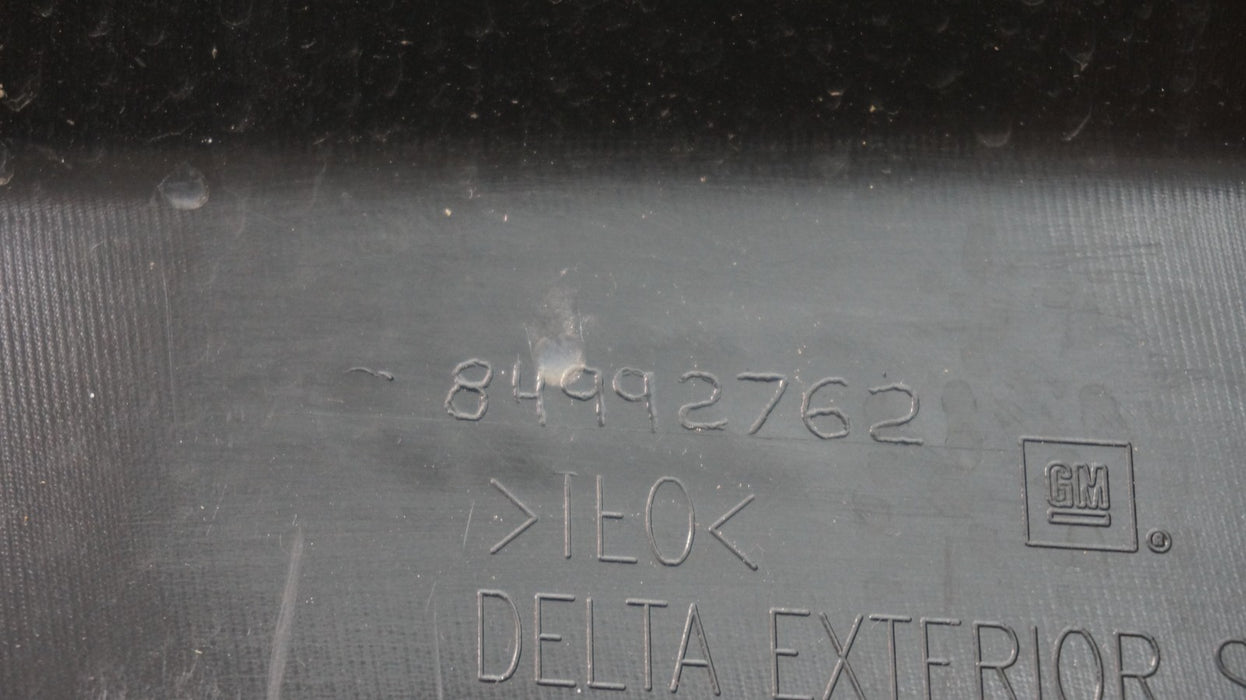 84992762
GM
®
>TEO<
DELTA EXTERIOR S